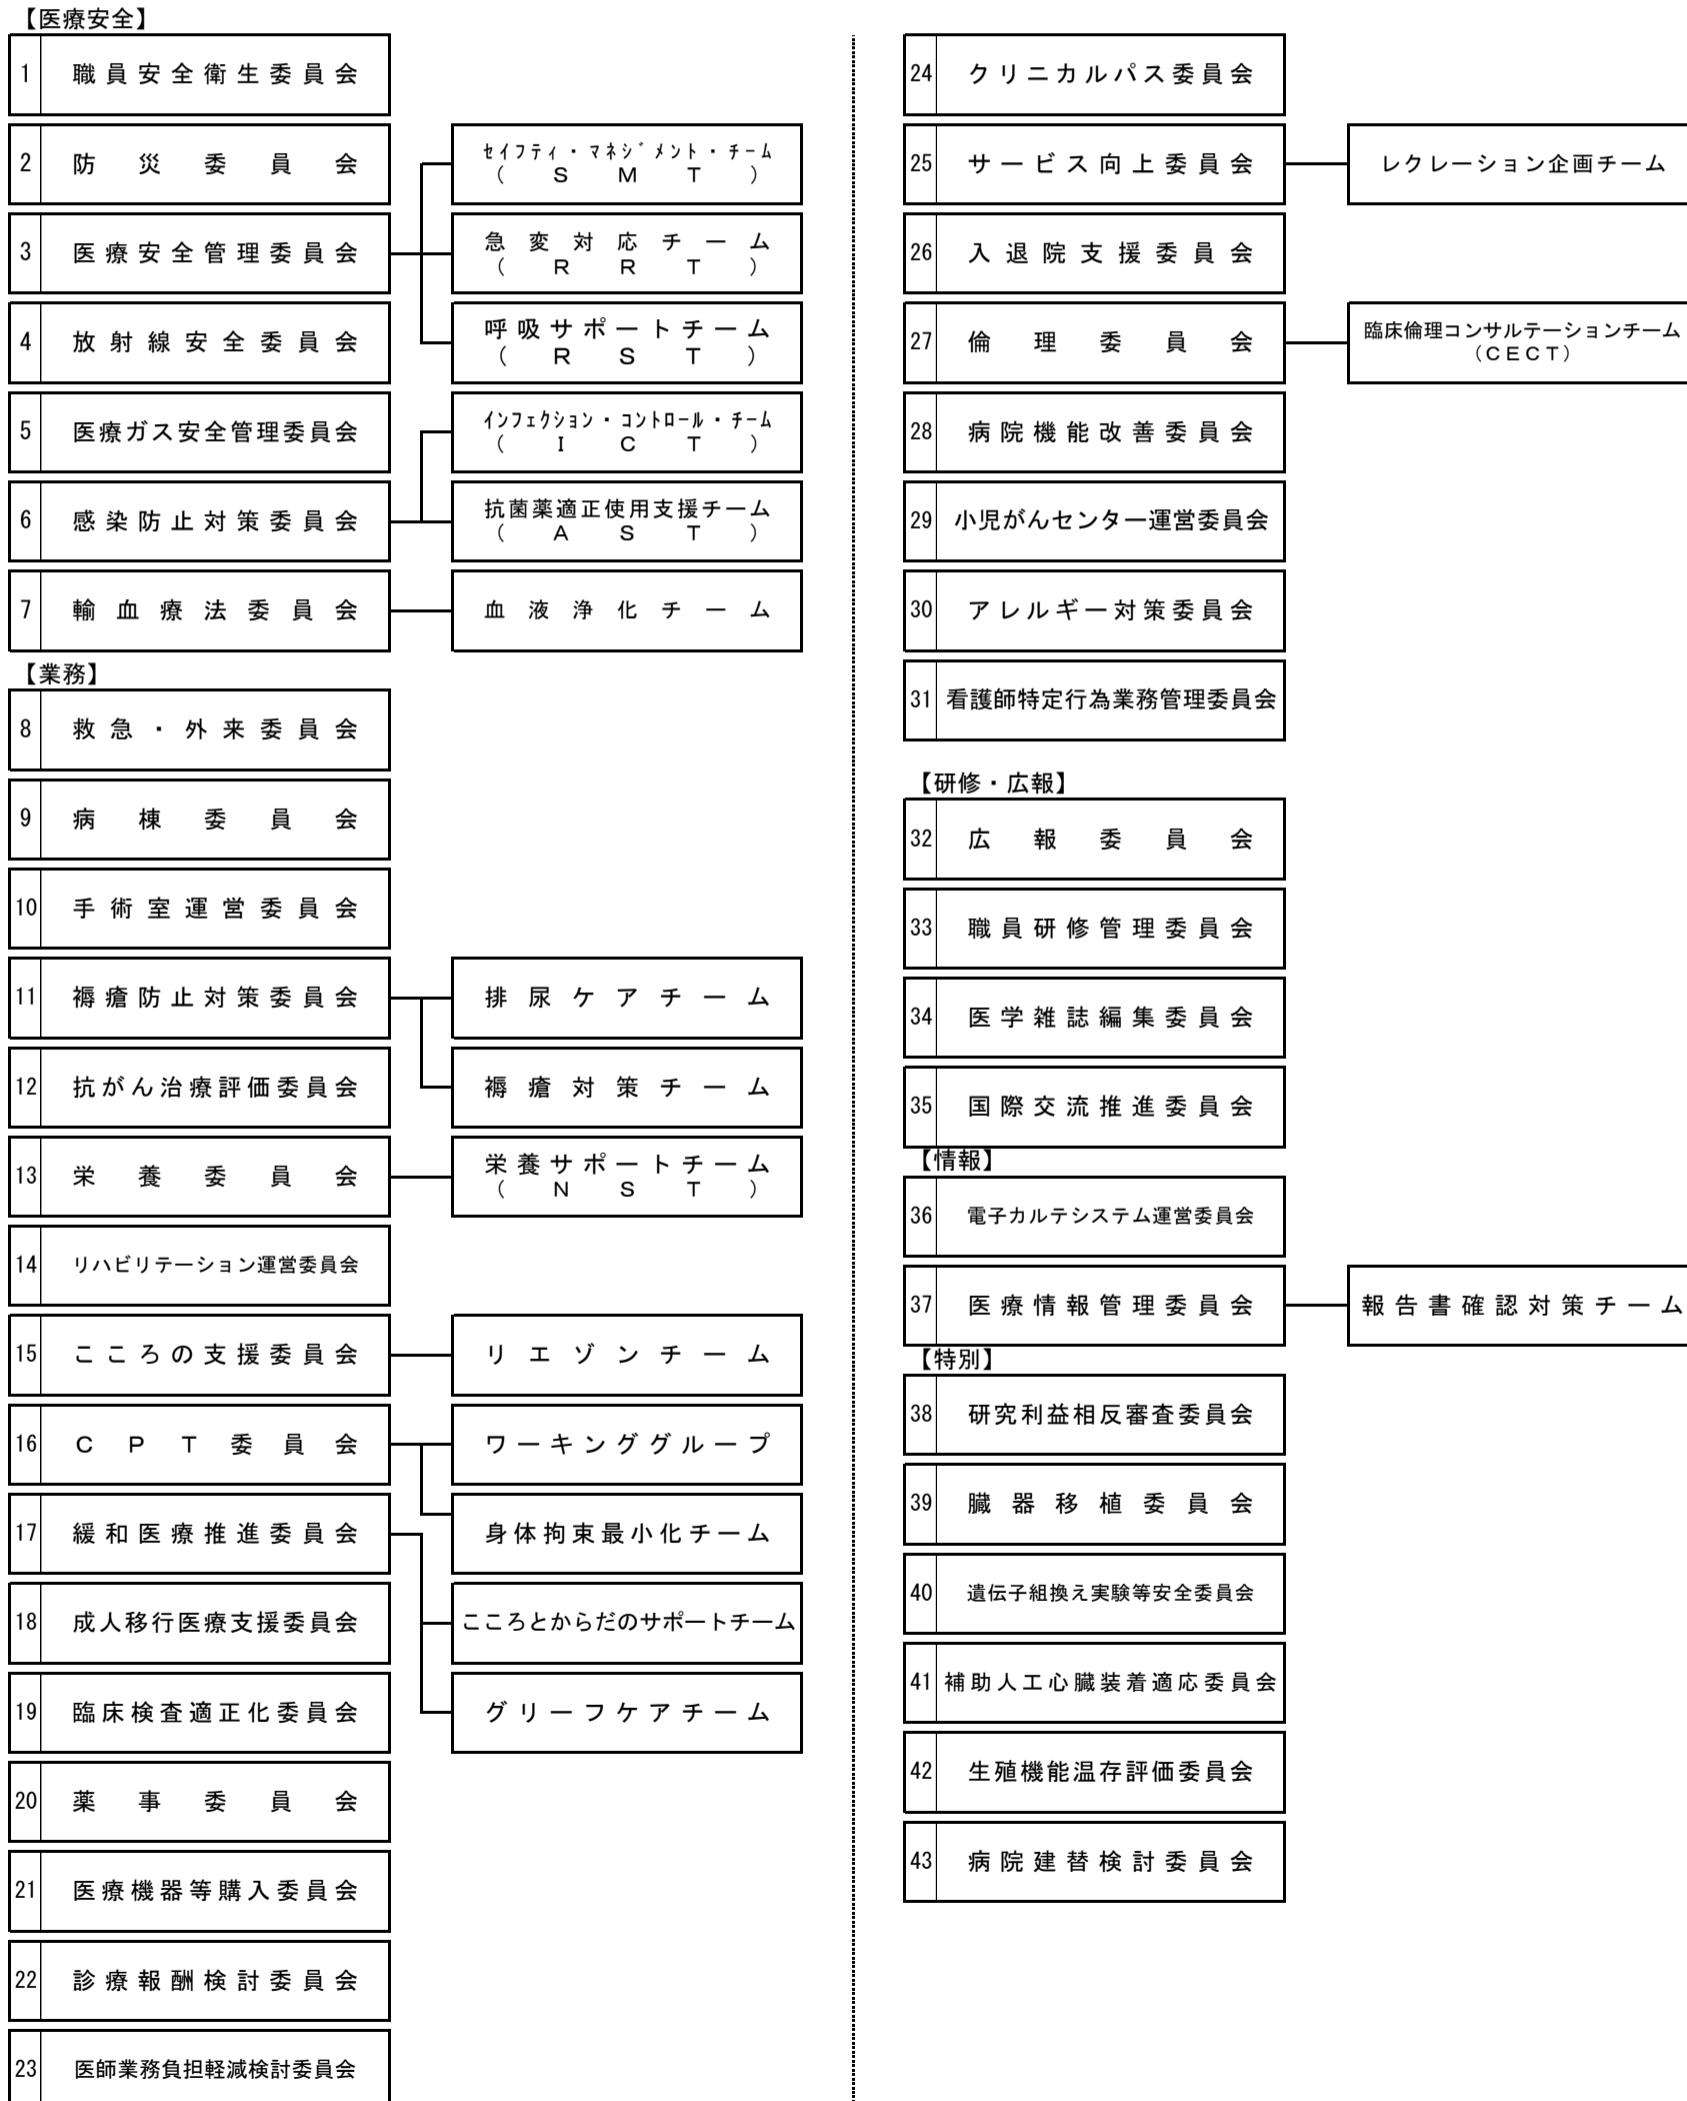 【医療安全】
1 職員安全衛生委員会
2 防災委員会
セイフティ・マネジメント・チーム
（ＳＭＴ）
3 医療安全管理委員会
急変対応チーム
（ＲＲＴ）
4 放射線安全委員会
呼吸サポートチーム
（ＲＳＴ）
5 医療ガス安全管理委員会
インフェクション・コントロール・チーム
（ＩＣＴ）
6 感染防止対策委員会
抗菌薬適正使用支援チーム
（ＡＳＴ）
7 輸血療法委員会
血液浄化チーム
【業務】
8 救急・外来委員会
9 病棟委員会
10 手術室運営委員会
11 褥瘡防止対策委員会
排尿ケアチーム
12 抗がん治療評価委員会
褥瘡対策チーム
13 栄養委員会
栄養サポートチーム
（ＮＳＴ）
14 リハビリテーション運営委員会
15 こころの支援委員会
リエゾンチーム
16 ＣＰＴ委員会
ワーキンググループ
17 緩和医療推進委員会
身体拘束最小化チーム
18 成人移行医療支援委員会
こころとからだのサポートチーム
19 臨床検査適正化委員会
グリーフケアチーム
20 薬事委員会
21 医療機器等購入委員会
22 診療報酬検討委員会
23 医師業務負担軽減検討委員会
24 クリニカルパス委員会
25 サービス向上委員会
レクレーション企画チーム
26 入退院支援委員会
27 倫理委員会
臨床倫理コンサルテーションチーム
（ＣＥＣＴ）
28 病院機能改善委員会
29 小児がんセンター運営委員会
30 アレルギー対策委員会
31 看護師特定行為業務管理委員会
【研修・広報】
32 広報委員会
33 職員研修管理委員会
34 医学雑誌編集委員会
35 国際交流推進委員会
【情報】
36 電子カルテシステム運営委員会
37 医療情報管理委員会
報告書確認対策チーム
【特別】
38 研究利益相反審査委員会
39 臓器移植委員会
40 遺伝子組換え実験等安全委員会
41 補助人工心臓装着適応委員会
42 生殖機能温存評価委員会
43 病院建替検討委員会